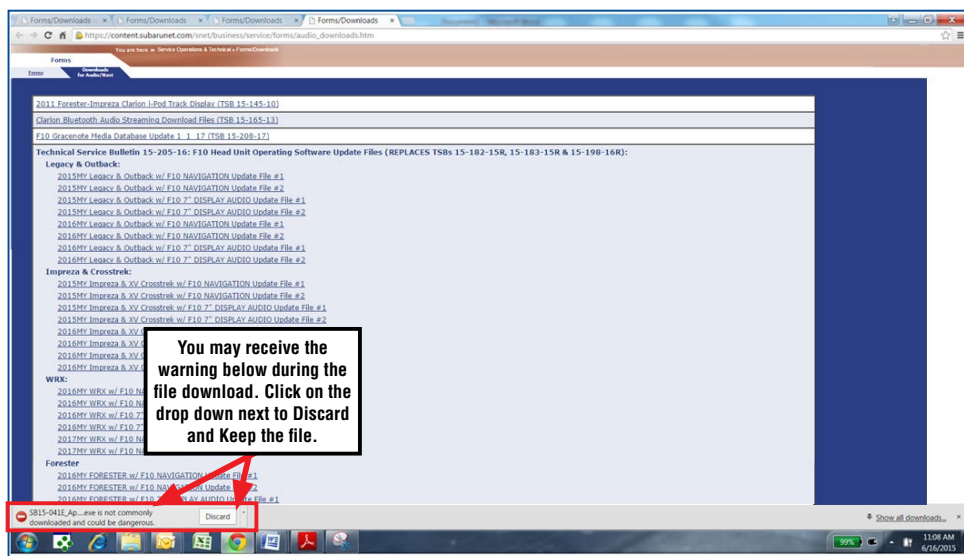 Forms/Downloads
Forms/Downloads
Forms/Downloads
Forms/Downloads
https://content.subarunet.com/snet/business/service/forms/audio_downloads.htm
You are here » Service Operations & Technical » Forms/Downloads
Forms
Forms
Downloads
for Audio/Navi
2011 Forester-Impreza Clarion i-Pod Track Display (TSB 15-145-10)
Clarion Bluetooth Audio Streaming Download Files (TSB 15-165-13)
F10 Gracenote Media Database Update 1_1_17 (TSB 15-208-17)
Technical Service Bulletin 15-205-16: F10 Head Unit Operating Software Update Files (REPLACES TSBs 15-182-15R, 15-183-15R & 15-198-16R):
Legacy & Outback:
2015MY Legacy & Outback w/ F10 NAVIGATION Update File #1
2015MY Legacy & Outback w/ F10 NAVIGATION Update File #2
2015MY Legacy & Outback w/ F10 7" DISPLAY AUDIO Update File #1
2015MY Legacy & Outback w/ F10 7" DISPLAY AUDIO Update File #2
2016MY Legacy & Outback w/ F10 NAVIGATION Update File #1
2016MY Legacy & Outback w/ F10 NAVIGATION Update File #2
2016MY Legacy & Outback w/ F10 7" DISPLAY AUDIO Update File #1
2016MY Legacy & Outback w/ F10 7" DISPLAY AUDIO Update File #2
Impreza & Crosstrek:
2015MY Impreza & XV Crosstrek w/ F10 NAVIGATION Update File #1
2015MY Impreza & XV Crosstrek w/ F10 NAVIGATION Update File #2
2015MY Impreza & XV Crosstrek w/ F10 7" DISPLAY AUDIO Update File #1
2015MY Impreza & XV Crosstrek w/ F10 7" DISPLAY AUDIO Update File #2
2016MY Impreza & XV
2016MY Impreza & XV
2016MY Impreza & XV
2016MY Impreza & XV
WRX:
2016MY WRX w/ F10
2016MY WRX w/ F10
2016MY WRX w/ F10 7"
2016MY WRX w/ F10 7"
2017MY WRX w/ F10
2017MY WRX w/ F10
You may receive the
warning below during the
file download. Click on the
drop down next to Discard
and Keep the file.
Forester
2016MY FORESTER w/ F10 NAVIGATION Update File #1
2016MY FORESTER w/ F10 Update
2016MY FORESTER w/ F10 AUDIO File #1
SB15-041E_Ap....exe is not commonly
downloaded and could be dangerous.
Discard
Show all downloads...
99%
11:08 AM
6/16/2015